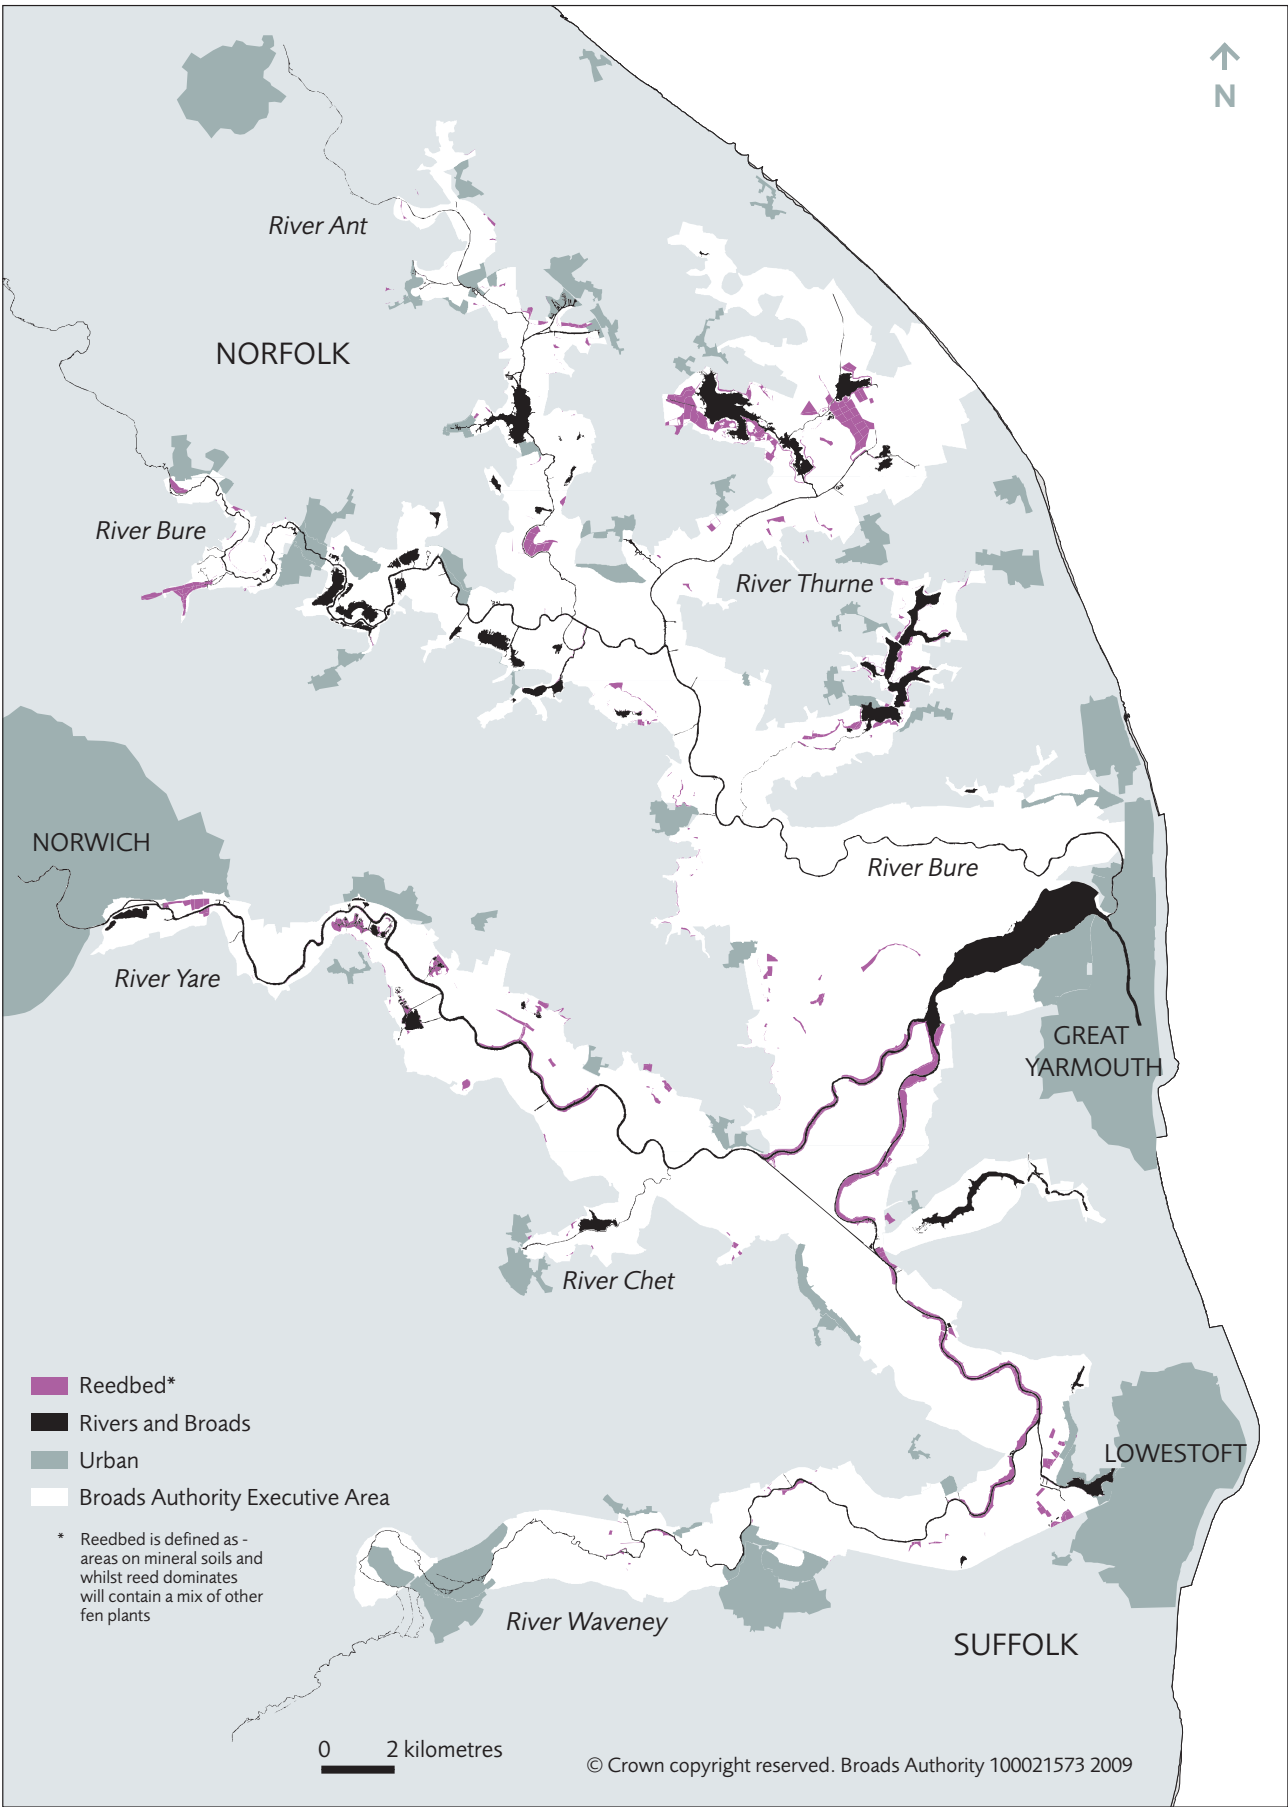 N
River Ant
NORFOLK
River Bure
River Thurne
NORWICH
River Bure
River Yare
GREAT
YARMOUTH
River Chet
Reedbed*
Rivers and Broads
Urban
Broads Authority Executive Area
LOWESTOFT
* Reedbed is defined as -
areas on mineral soils and
whilst reed dominates
will contain a mix of other
fen plants
River Waveney
SUFFOLK
0 2 kilometres
© Crown copyright reserved. Broads Authority 100021573 2009